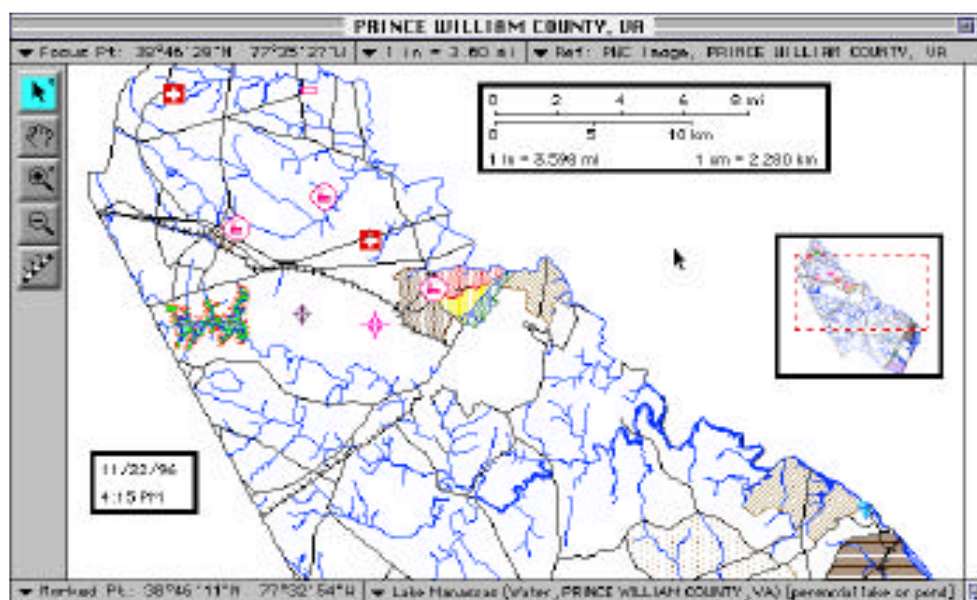 PRINCE WILLIAM COUNTY, VA
Focus Pt: 38°46'28"N 77°35'27"W 1 in = 3.60 mi Ref: PWC Image, PRINCE WILLIAM COUNTY, VA
0 2 4 6 8 mi
0 5 10 km
1 in = 3.598 mi 1 cm = 2.280 km
11/22/96
4:15 PM
Marked Pt: 38°46'11"N 77°32'54"W Lake Manassas (Water, PRINCE WILLIAM COUNTY, VA) [perennial lake or pond]